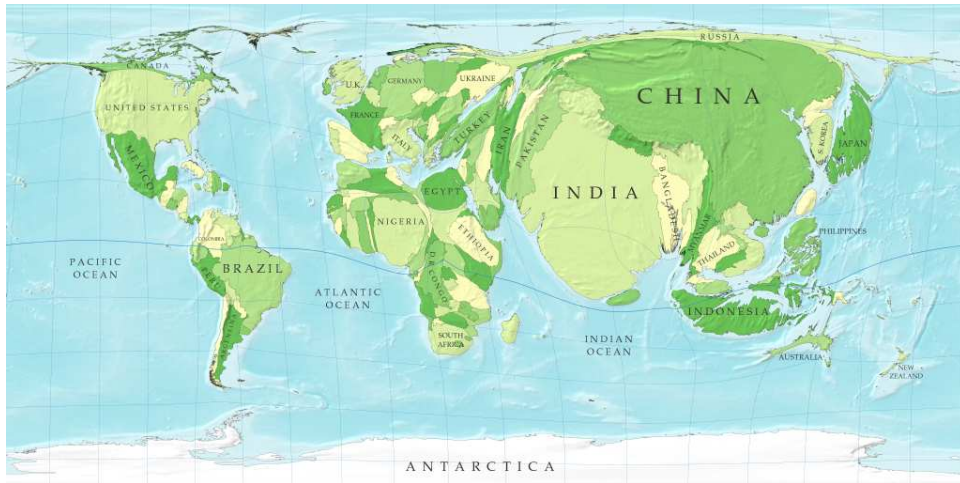 RUSSIA
CANADA
UNITED STATES
MEXICO
COLOMBIA
BRAZIL
PERU
ARGENTINA
PACIFIC
OCEAN
ATLANTIC
OCEAN
U.K.
GERMANY
UKRAINE
FRANCE
ITALY
TURKEY
IRAN
PAKISTAN
EGYPT
NIGERIA
ETHIOPIA
D.R. CONGO
SOUTH
AFRICA
CHINA
INDIA
BANGLADESH
MYANMAR
THAILAND
S. KOREA
JAPAN
PHILIPPINES
INDONESIA
INDIAN
OCEAN
AUSTRALIA
NEW
ZEALAND
ANTARCTICA